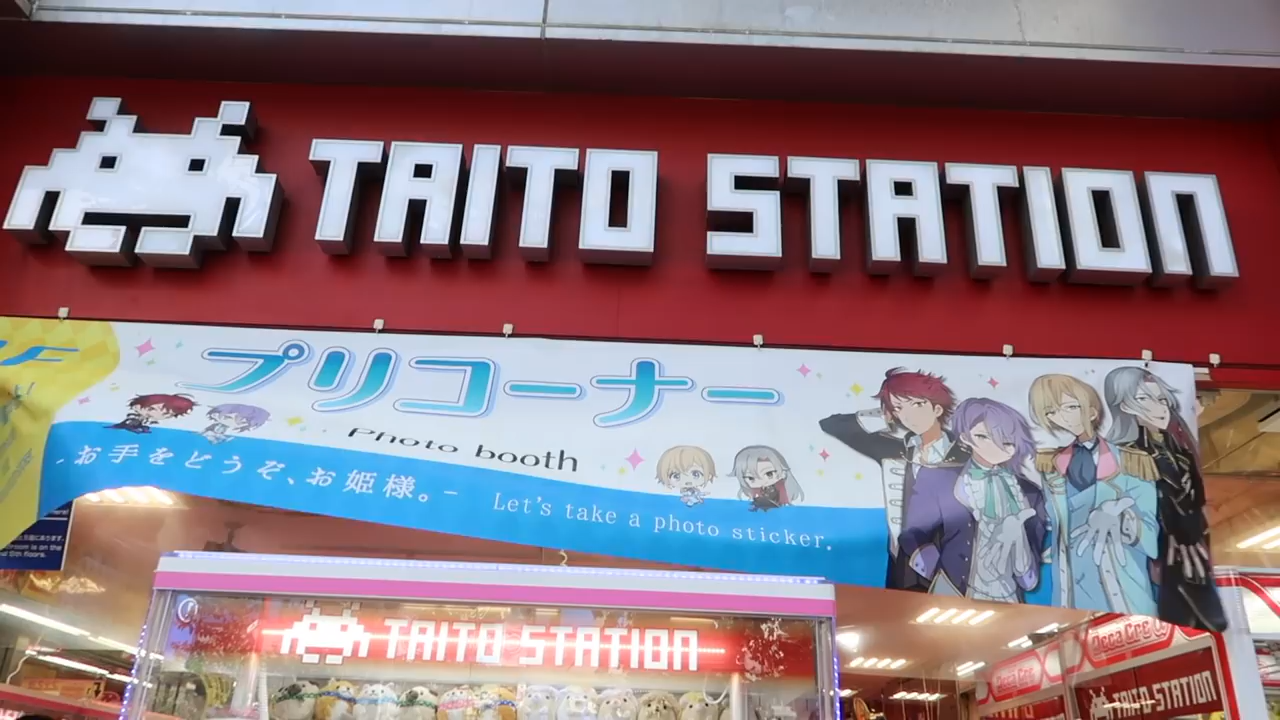 TAITO STATION
プリコーナー
Photo booth
- お手をどうぞ、お姫様。 -
Let's take a photo sticker.
TAITO STATION
TAITO STATION